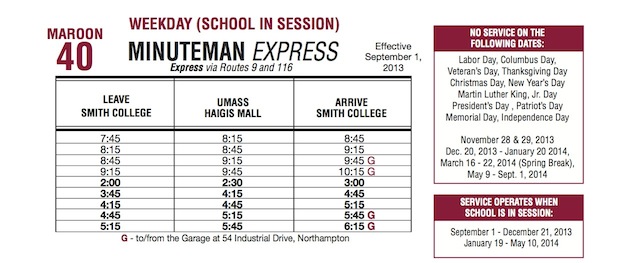 MAROON
40
WEEKDAY (SCHOOL IN SESSION)
MINUTEMAN EXPRESS
Express via Routes 9 and 116
Effective
September 1,
2013
LEAVE SMITH COLLEGE UMASS HAIGIS MALL ARRIVE SMITH COLLEGE
7:45 8:15 8:45
8:15 8:45 9:15
8:45 9:15 9:45 G
9:15 9:45 10:15 G
2:00 2:30 3:00
3:45 4:15 4:45
4:15 4:45 5:15
4:45 5:15 5:45 G
5:15 5:45 6:15 G
G - to/from the Garage at 54 Industrial Drive, Northampton
NO SERVICE ON THE
FOLLOWING DATES:
Labor Day, Columbus Day,
Veteran's Day, Thanksgiving Day
Christmas Day, New Year's Day
Martin Luther King, Jr. Day
President's Day , Patriot's Day
Memorial Day, Independence Day
November 28 & 29, 2013
Dec. 20, 2013 - January 20 2014,
March 16 - 22, 2014 (Spring Break),
May 9 - Sept. 1, 2014
SERVICE OPERATES WHEN
SCHOOL IS IN SESSION:
September 1 - December 21, 2013
January 19 - May 10, 2014